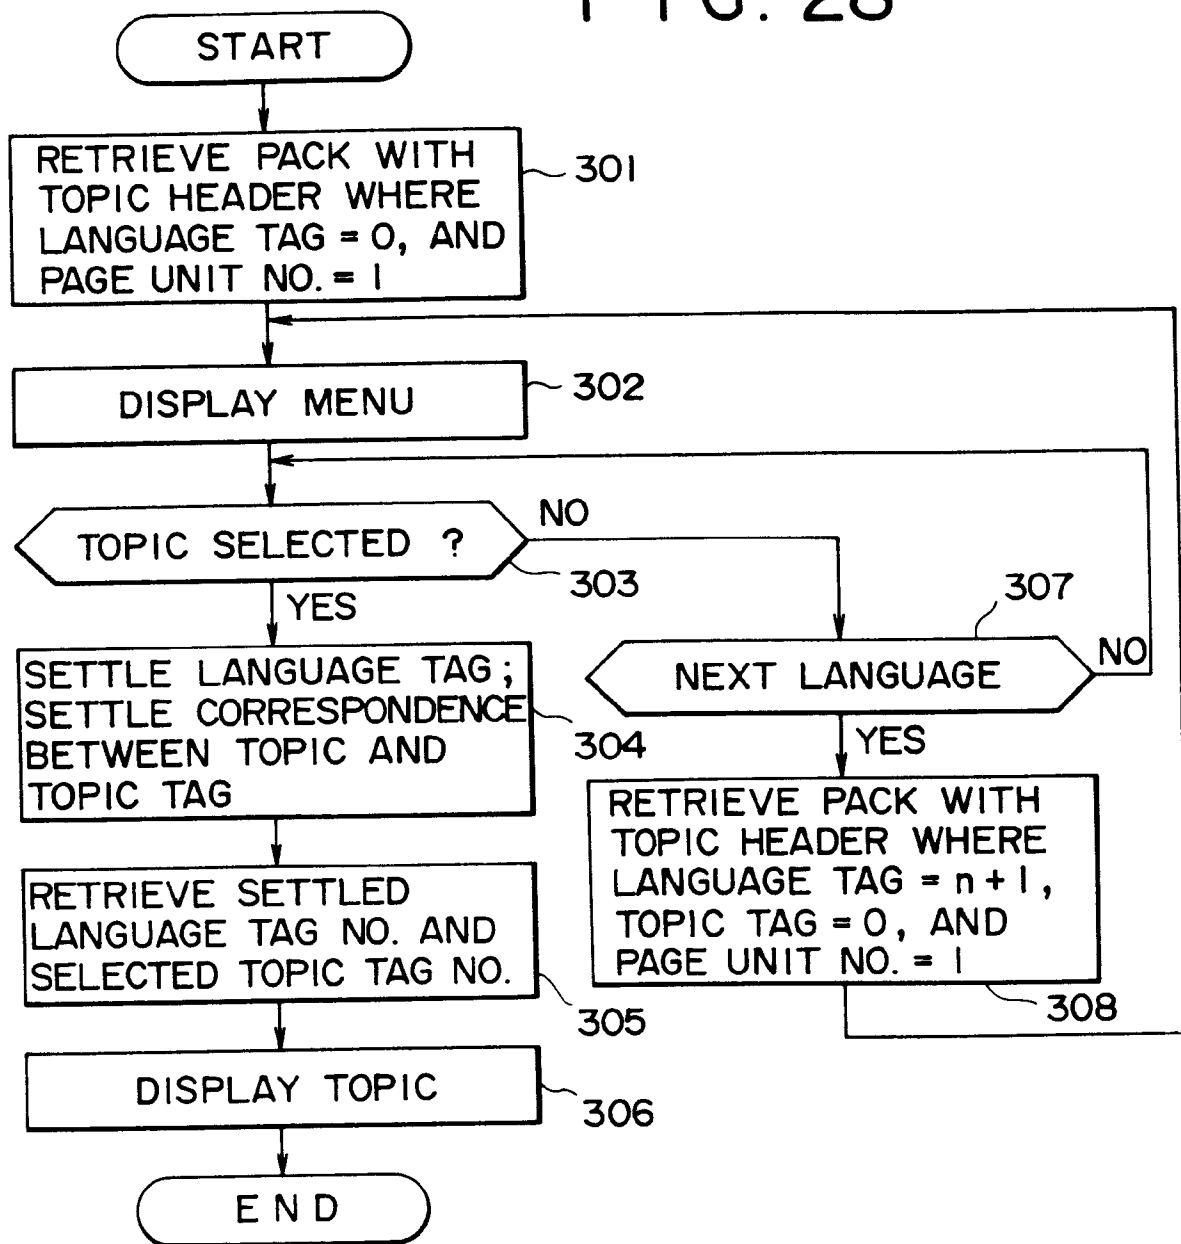 FIG. 28
START
RETRIEVE PACK WITH
TOPIC HEADER WHERE
LANGUAGE TAG = 0, AND
PAGE UNIT NO. = 1
301
DISPLAY MENU
302
TOPIC SELECTED ?
303
NO
YES
SETTLE LANGUAGE TAG ;
SETTLE CORRESPONDENCE
BETWEEN TOPIC AND
TOPIC TAG
304
RETRIEVE SETTLED
LANGUAGE TAG NO. AND
SELECTED TOPIC TAG NO.
305
DISPLAY TOPIC
306
END
307
NEXT LANGUAGE
NO
YES
RETRIEVE PACK WITH
TOPIC HEADER WHERE
LANGUAGE TAG = n + 1,
TOPIC TAG = 0, AND
PAGE UNIT NO. = 1
308